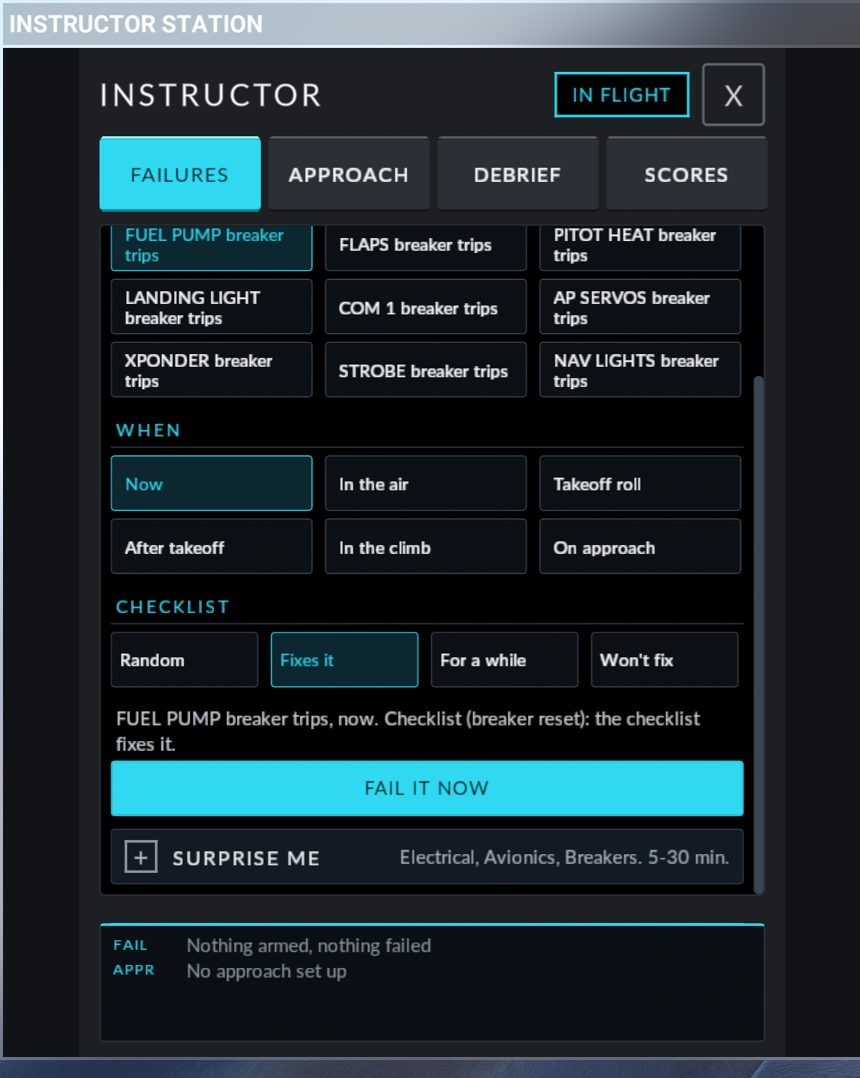 INSTRUCTOR STATION
INSTRUCTOR
IN FLIGHT
X
FAILURES
APPROACH
DEBRIEF
SCORES
FUEL PUMP breaker
trips
FLAPS breaker trips
PITOT HEAT breaker
trips
LANDING LIGHT
breaker trips
COM 1 breaker trips
AP SERVOS breaker
trips
XPONDER breaker
trips
STROBE breaker trips
NAV LIGHTS breaker
trips
WHEN
Now
In the air
Takeoff roll
After takeoff
In the climb
On approach
CHECKLIST
Random
Fixes it
For a while
Won't fix
FUEL PUMP breaker trips, now. Checklist (breaker reset): the checklist
fixes it.
FAIL IT NOW
+ SURPRISE ME
Electrical, Avionics, Breakers. 5-30 min.
FAIL Nothing armed, nothing failed
APPR No approach set up